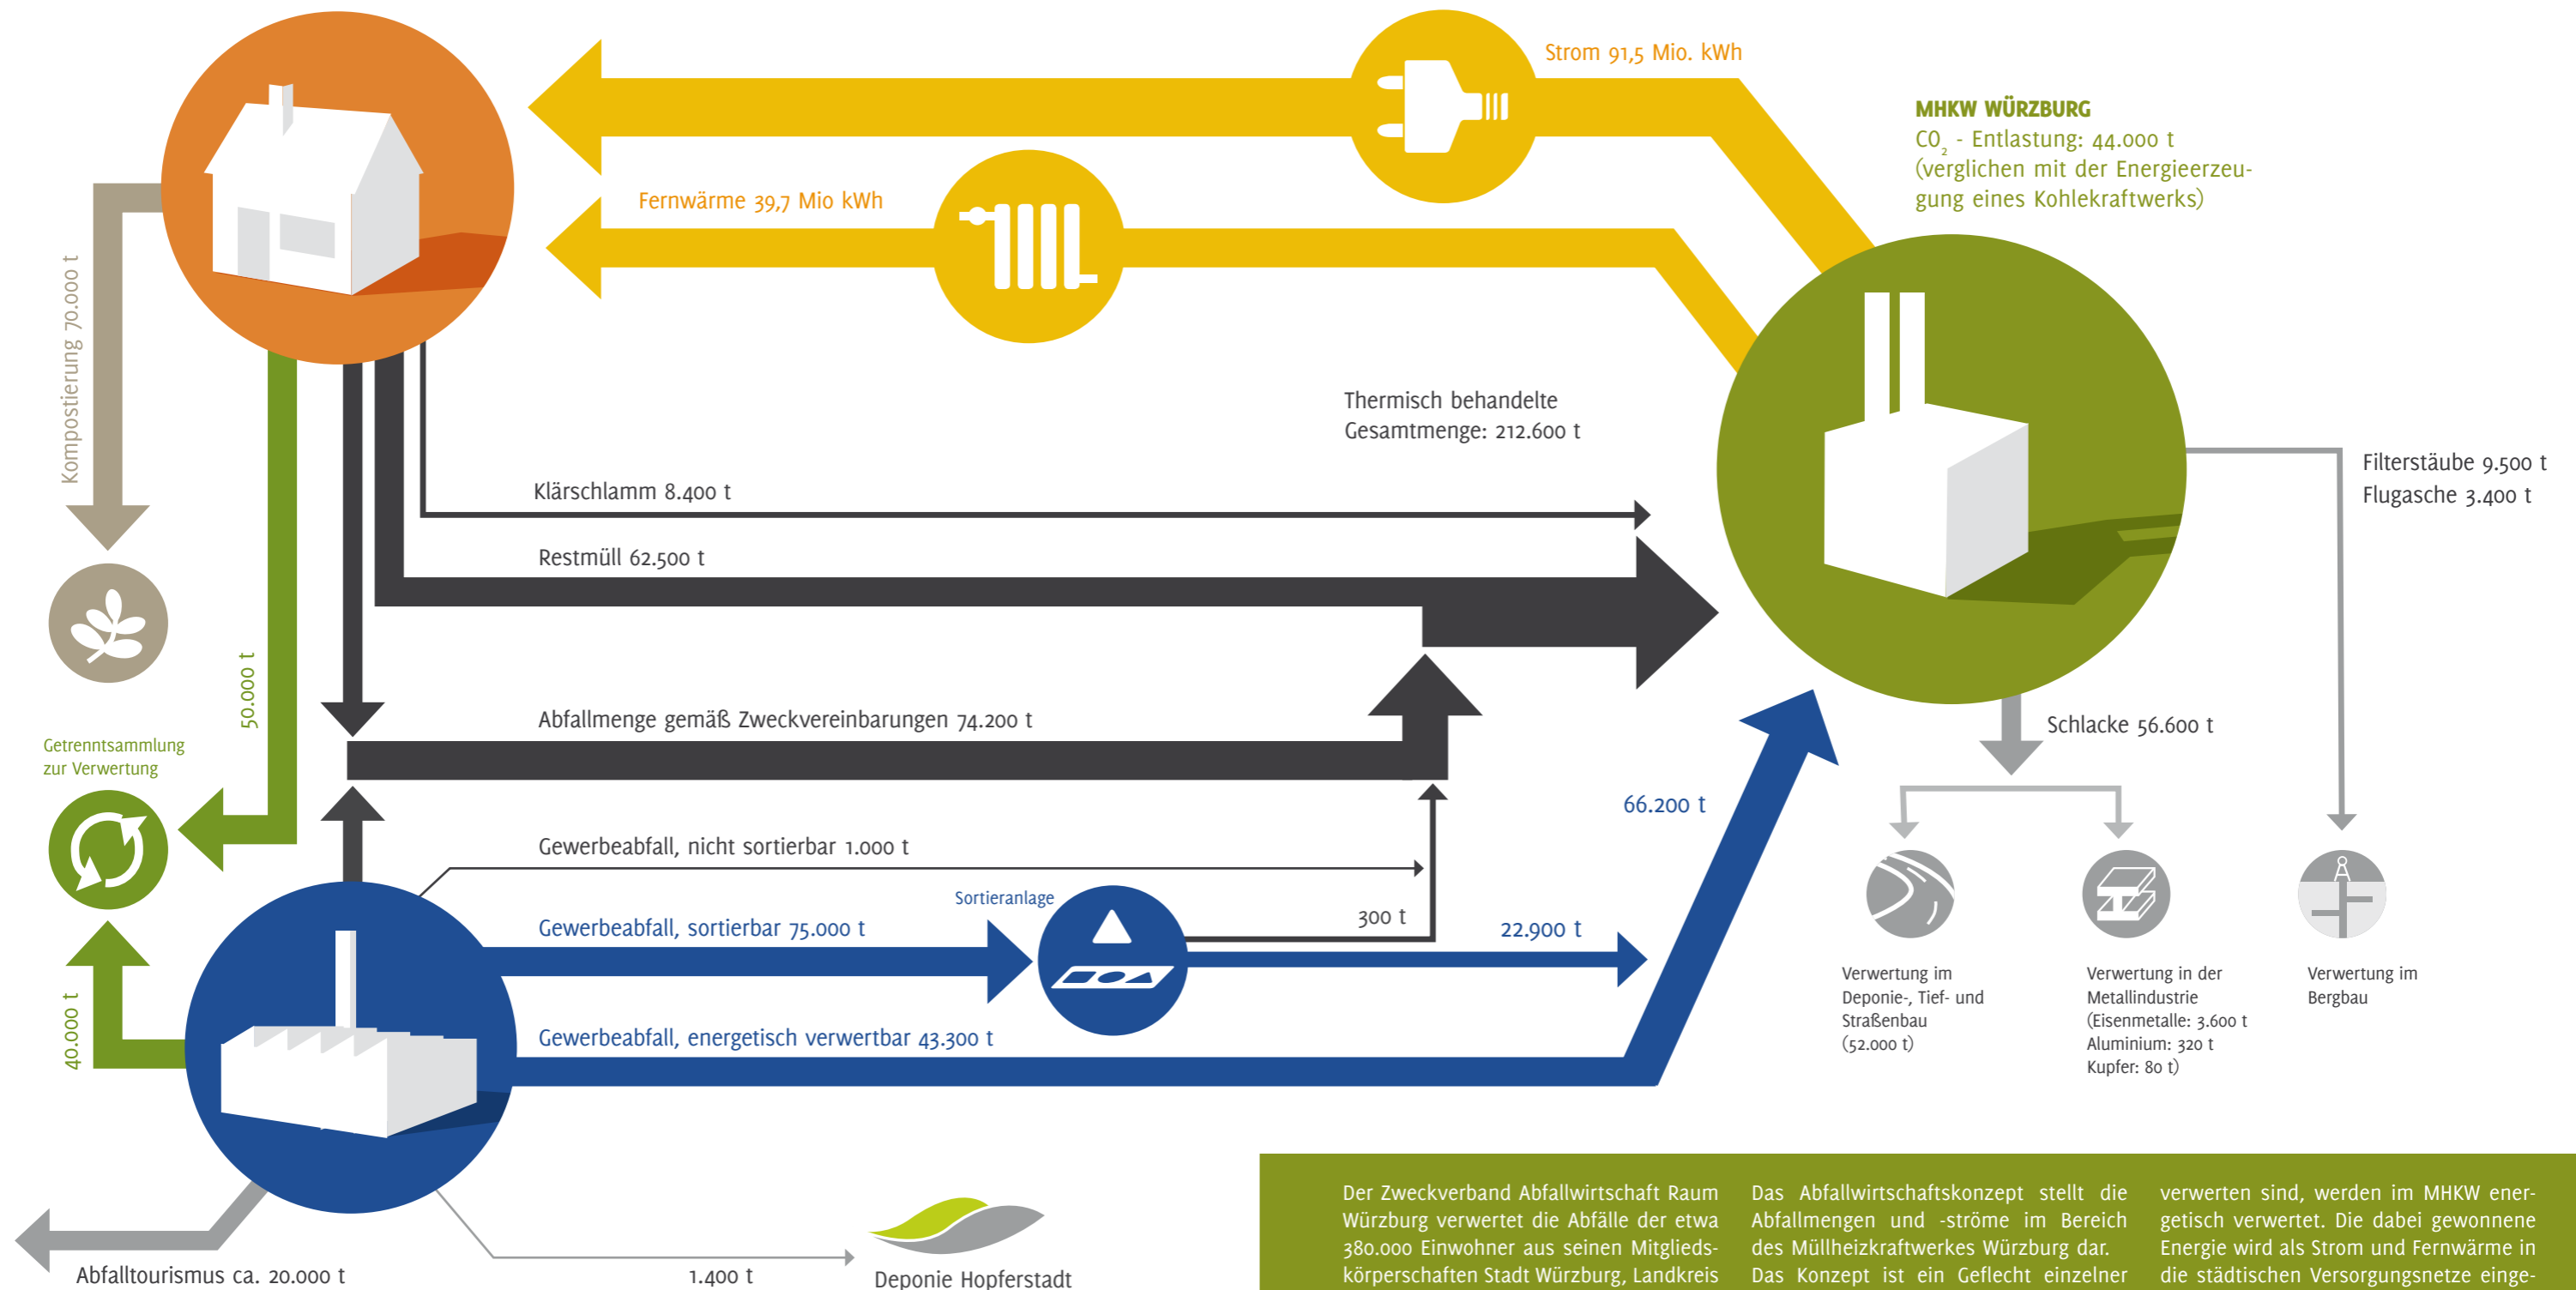 Strom 91,5 Mio. kWh
MHKW WÜRZBURG
CO₂ - Entlastung: 44.000 t
(verglichen mit der Energieerzeu-
gung eines Kohlekraftwerks)
Fernwärme 39,7 Mio kWh
Kompostierung 70.000 t
Thermisch behandelte
Gesamtmenge: 212.600 t
Filterstäube 9.500 t
Flugasche 3.400 t
Klärschlamm 8.400 t
Restmüll 62.500 t
50.000 t
Abfallmenge gemäß Zweckvereinbarungen 74.200 t
Schlacke 56.600 t
Getrenntsammlung
zur Verwertung
66.200 t
Gewerbeabfall, nicht sortierbar 1.000 t
Sortieranlage
Gewerbeabfall, sortierbar 75.000 t
300 t
22.900 t
40.000 t
Gewerbeabfall, energetisch verwertbar 43.300 t
Verwertung im
Deponie-, Tief- und
Straßenbau
(52.000 t)
Verwertung in der
Metallindustrie
(Eisenmetalle: 3.600 t
Aluminium: 320 t
Kupfer: 80 t)
Verwertung im
Bergbau
Abfalltourismus ca. 20.000 t
1.400 t
Deponie Hopferstadt
Der Zweckverband Abfallwirtschaft Raum
Würzburg verwertet die Abfälle der etwa
380.000 Einwohner aus seinen Mitglieds-
körperschaften Stadt Würzburg, Landkreis
Das Abfallwirtschaftskonzept stellt die
Abfallmengen und -ströme im Bereich
des Müllheizkraftwerkes Würzburg dar.
Das Konzept ist ein Geflecht einzelner
verwerten sind, werden im MHKW ener-
getisch verwertet. Die dabei gewonnene
Energie wird als Strom und Fernwärme in
die städtischen Versorgungsnetze einge-